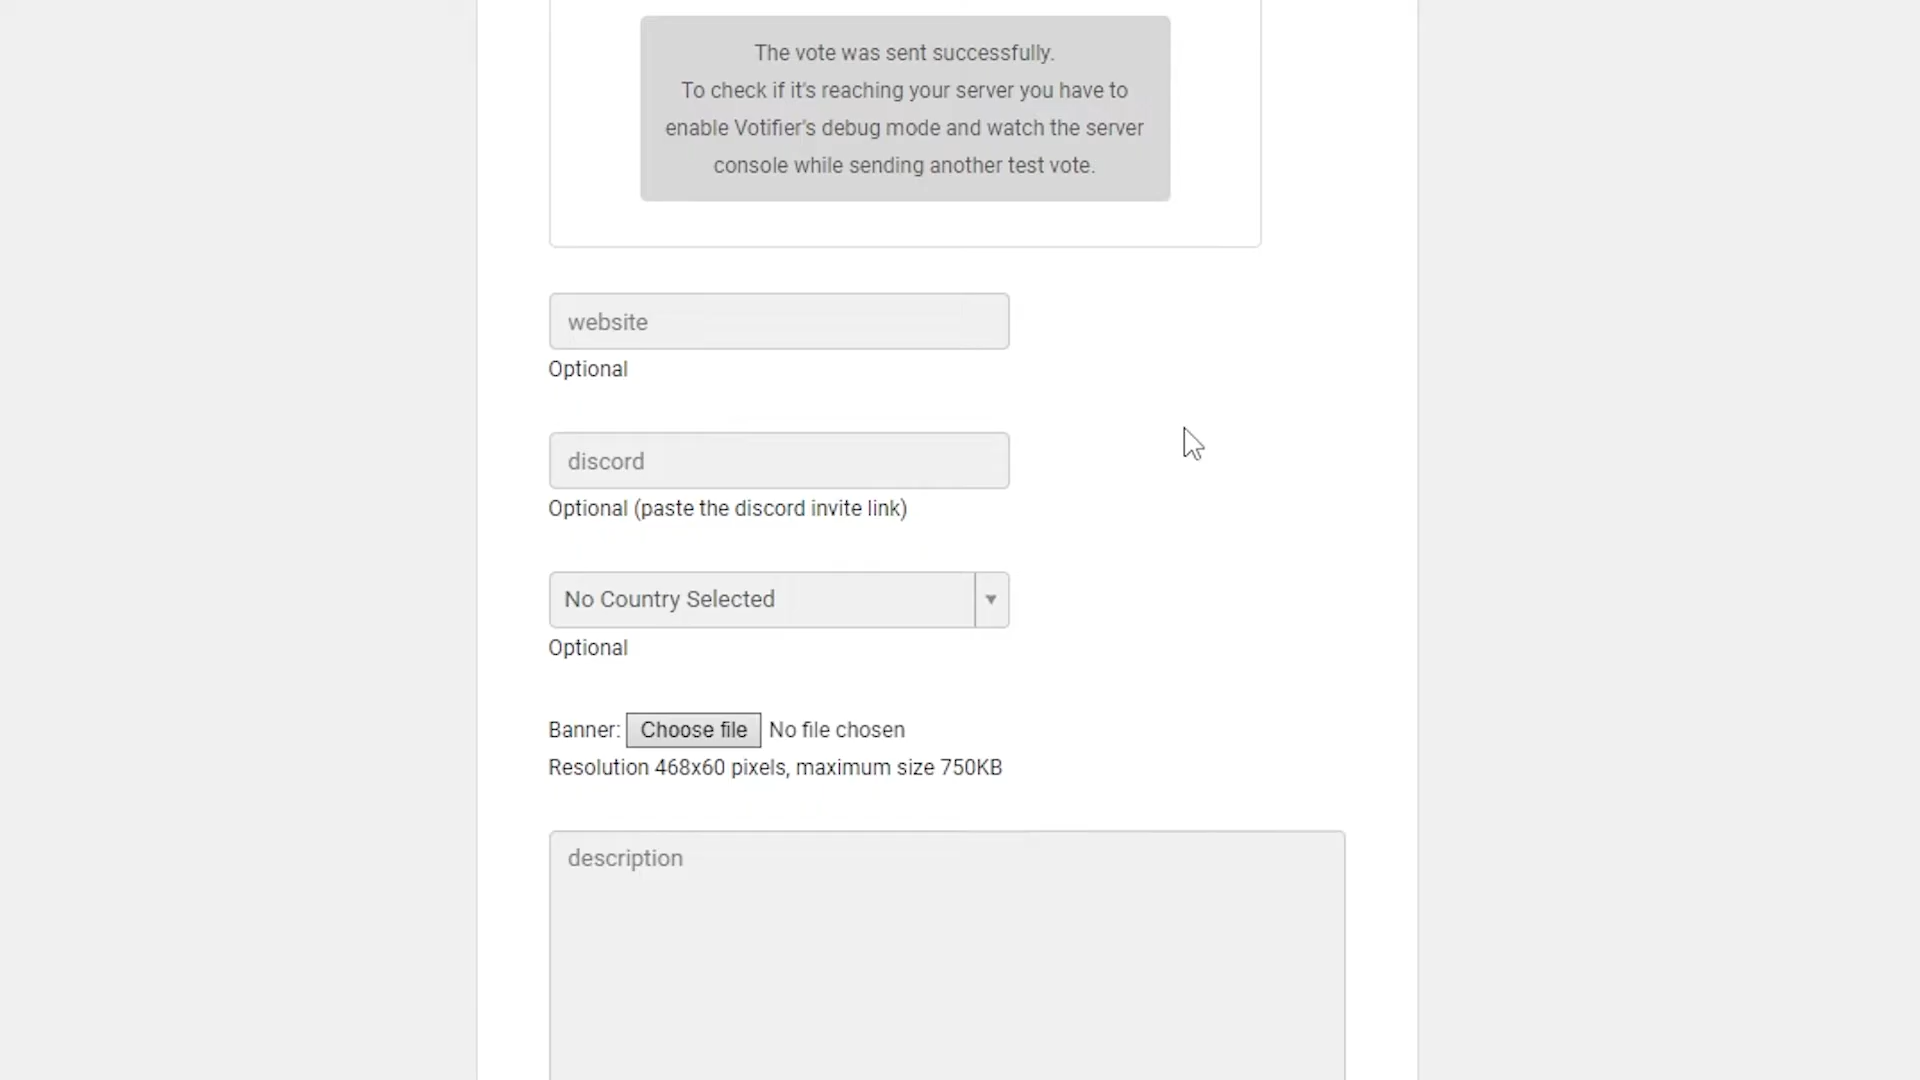 The vote was sent successfully.
To check if it's reaching your server you have to
enable Votifier's debug mode and watch the server
console while sending another test vote.
website
Optional
discord
Optional (paste the discord invite link)
No Country Selected
Optional
Banner: Choose file No file chosen
Resolution 468x60 pixels, maximum size 750KB
description